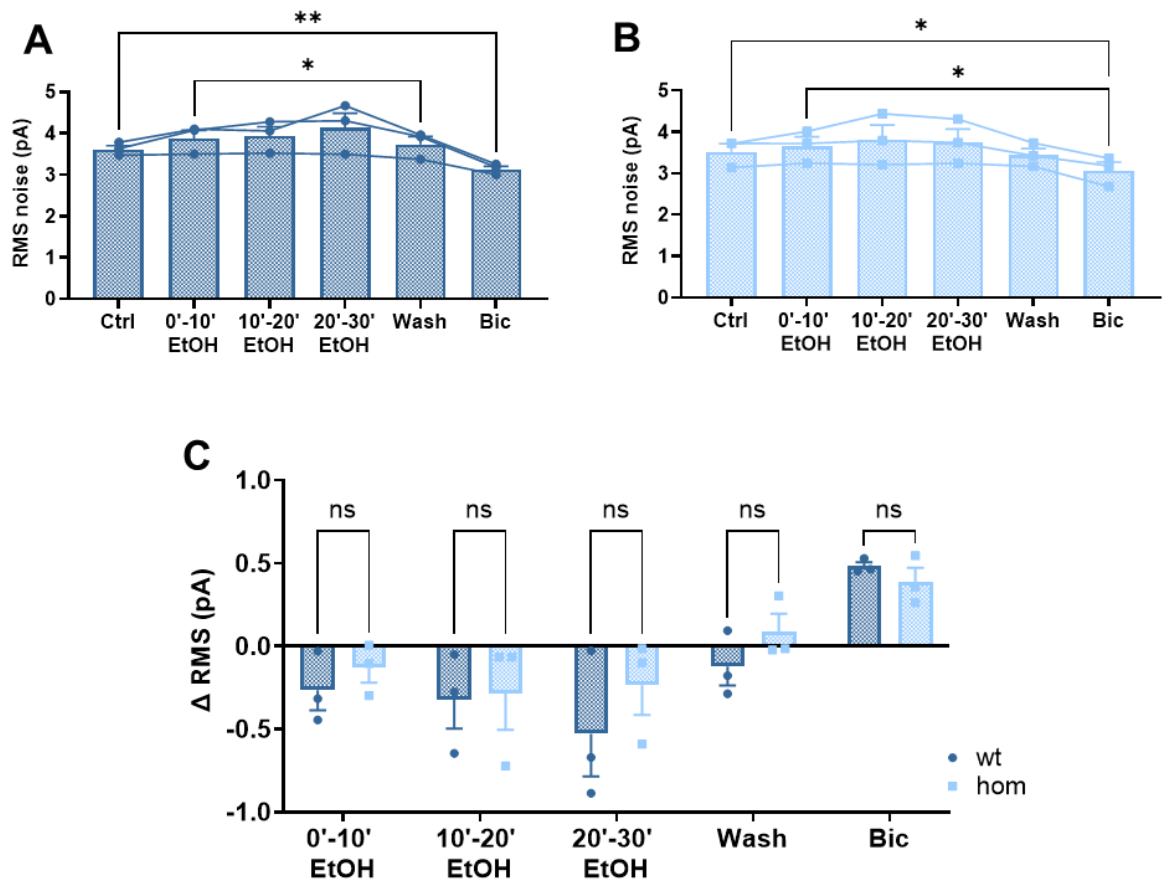 A
**
*
RMS noise (pA)
5
4
3
2
1
0
Ctrl
0'-10'
EtOH
10'-20'
EtOH
20'-30'
EtOH
Wash
Bic
B
*
*
RMS noise (pA)
5
4
3
2
1
0
Ctrl
0'-10'
EtOH
10'-20'
EtOH
20'-30'
EtOH
Wash
Bic
C
Δ RMS (pA)
1.0
0.5
0.0
-0.5
-1.0
ns
ns
ns
ns
ns
wt
hom
0'-10'
EtOH
10'-20'
EtOH
20'-30'
EtOH
Wash
Bic